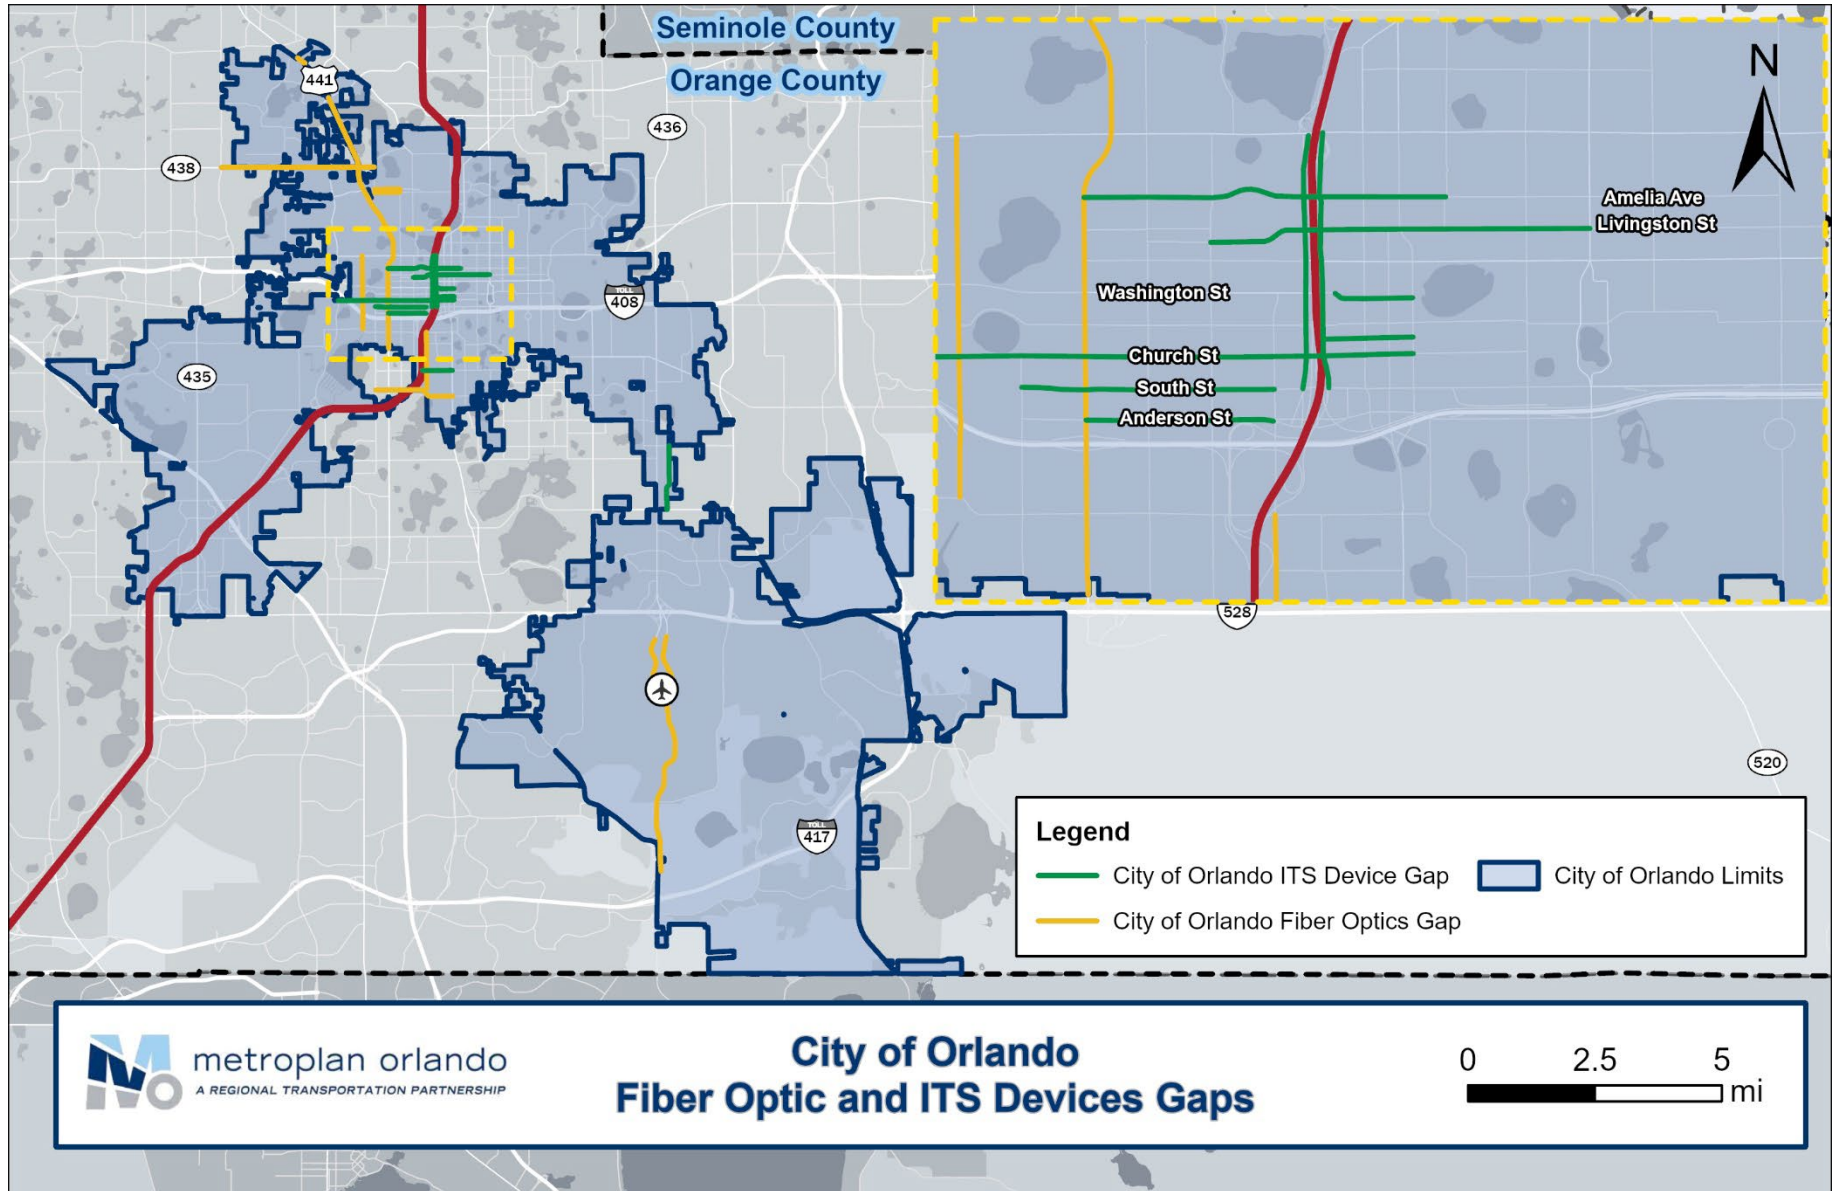 Seminole County
Orange County
441
436
438
408
TOLL
435
N
Amelia Ave
Livingston St
Washington St
Church St
South St
Anderson St
528
520
TOLL
417
Legend
City of Orlando ITS Device Gap
City of Orlando Limits
City of Orlando Fiber Optics Gap
metroplan orlando
A REGIONAL TRANSPORTATION PARTNERSHIP
City of Orlando
Fiber Optic and ITS Devices Gaps
0 2.5 5
mi